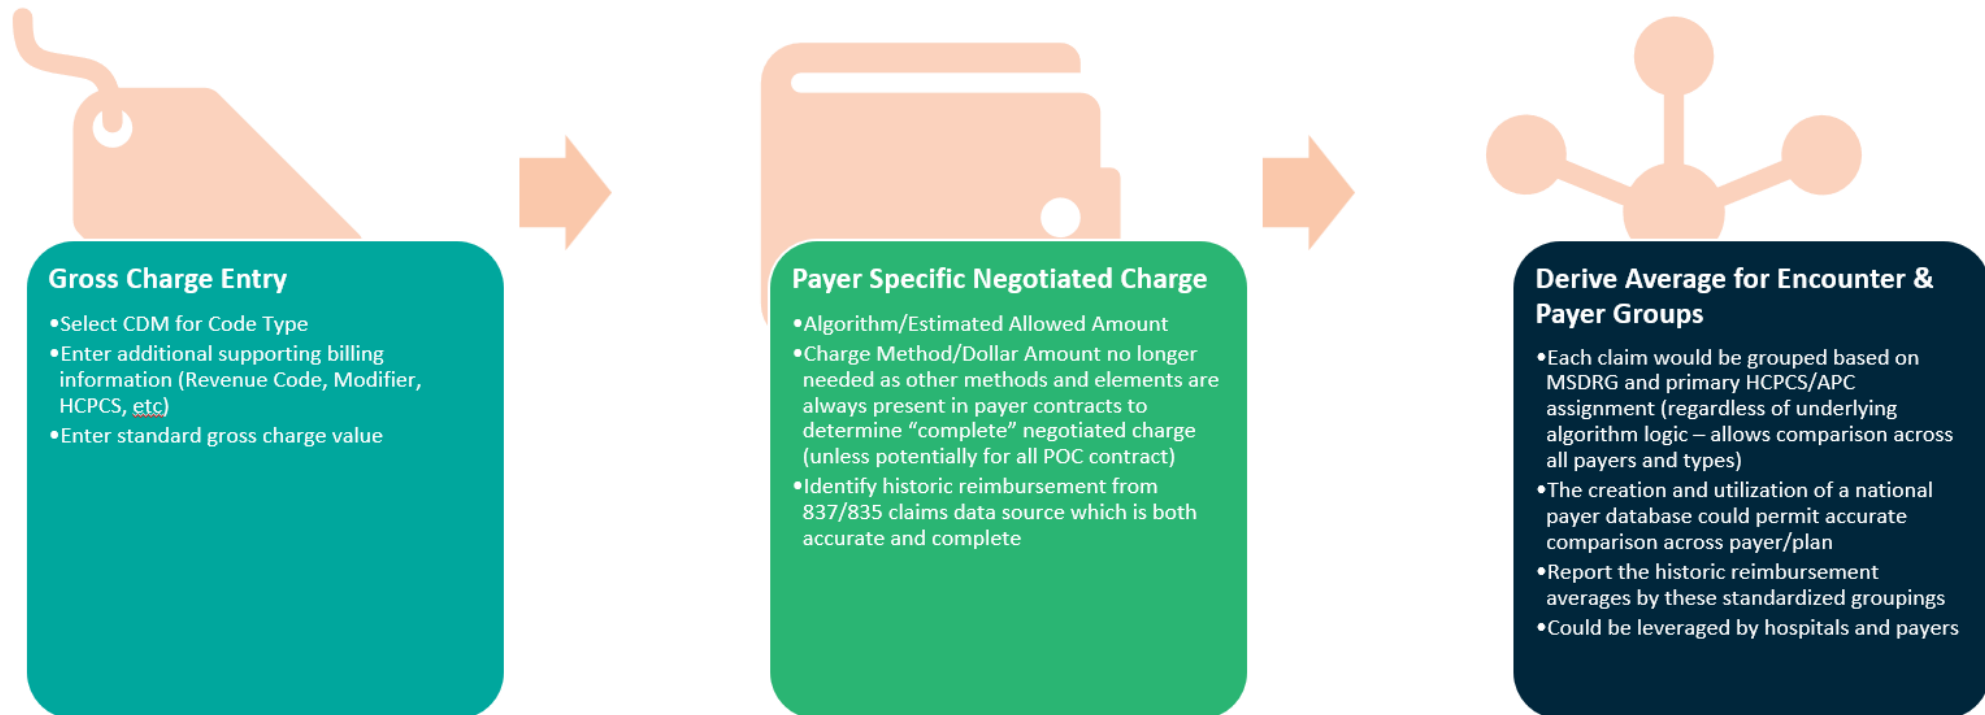 Gross Charge Entry
•Select CDM for Code Type
•Enter additional supporting billing
information (Revenue Code, Modifier,
HCPCS, etc)
•Enter standard gross charge value
Payer Specific Negotiated Charge
•Algorithm/Estimated Allowed Amount
•Charge Method/Dollar Amount no longer
needed as other methods and elements are
always present in payer contracts to
determine “complete” negotiated charge
(unless potentially for all POC contract)
•Identify historic reimbursement from
837/835 claims data source which is both
accurate and complete
Derive Average for Encounter &
Payer Groups
•Each claim would be grouped based on
MSDRG and primary HCPCS/APC
assignment (regardless of underlying
algorithm logic – allows comparison across
all payers and types)
•The creation and utilization of a national
payer database could permit accurate
comparison across payer/plan
•Report the historic reimbursement
averages by these standardized groupings
•Could be leveraged by hospitals and payers